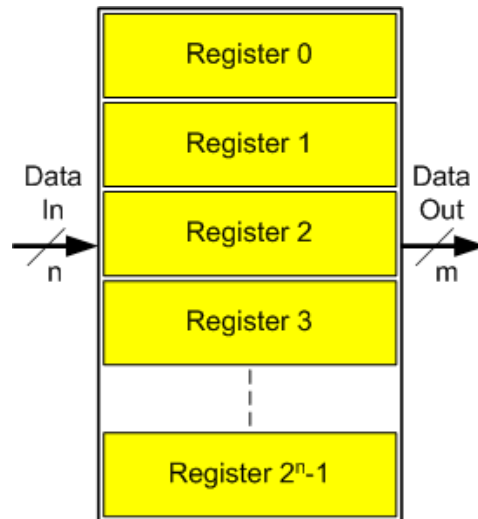 Register 0
Register 1
Data
In
n
Register 2
Data
Out
m
Register 3
Register 2ⁿ-1